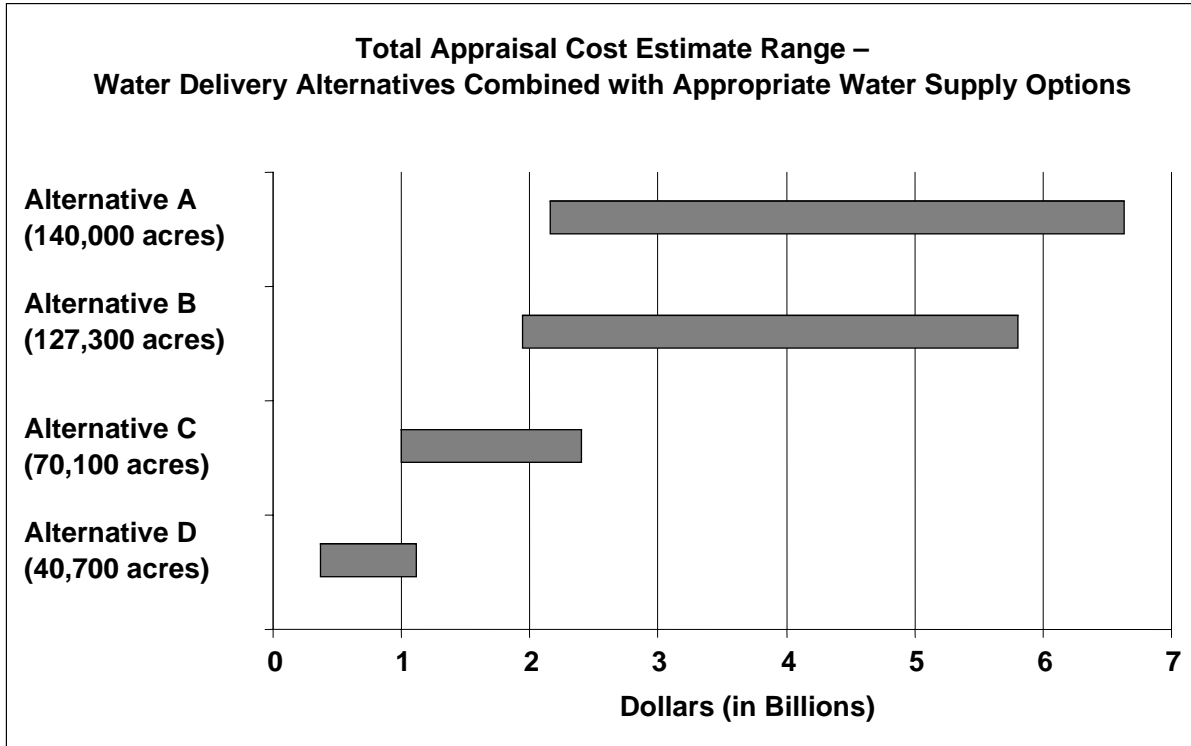 Total Appraisal Cost Estimate Range –
Water Delivery Alternatives Combined with Appropriate Water Supply Options
Alternative A
(140,000 acres)
Alternative B
(127,300 acres)
Alternative C
(70,100 acres)
Alternative D
(40,700 acres)
0 1 2 3 4 5 6 7
Dollars (in Billions)